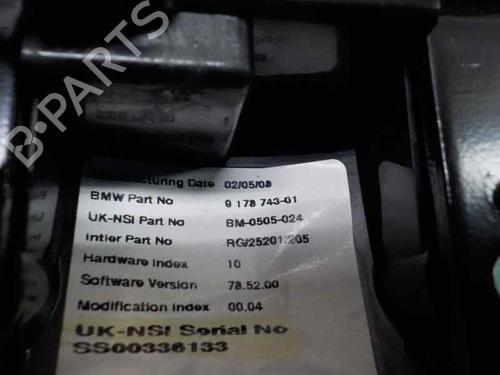 Manufacturing Date 02/05/08
BMW Part No 9 178 743-01
UK-NSI Part No BM-0505-024
Intier Part No RG/25201/205
Hardware Index 10
Software Version 78.52.00
Modification Index 00.04
UK-NSI Serial No
SS00336133